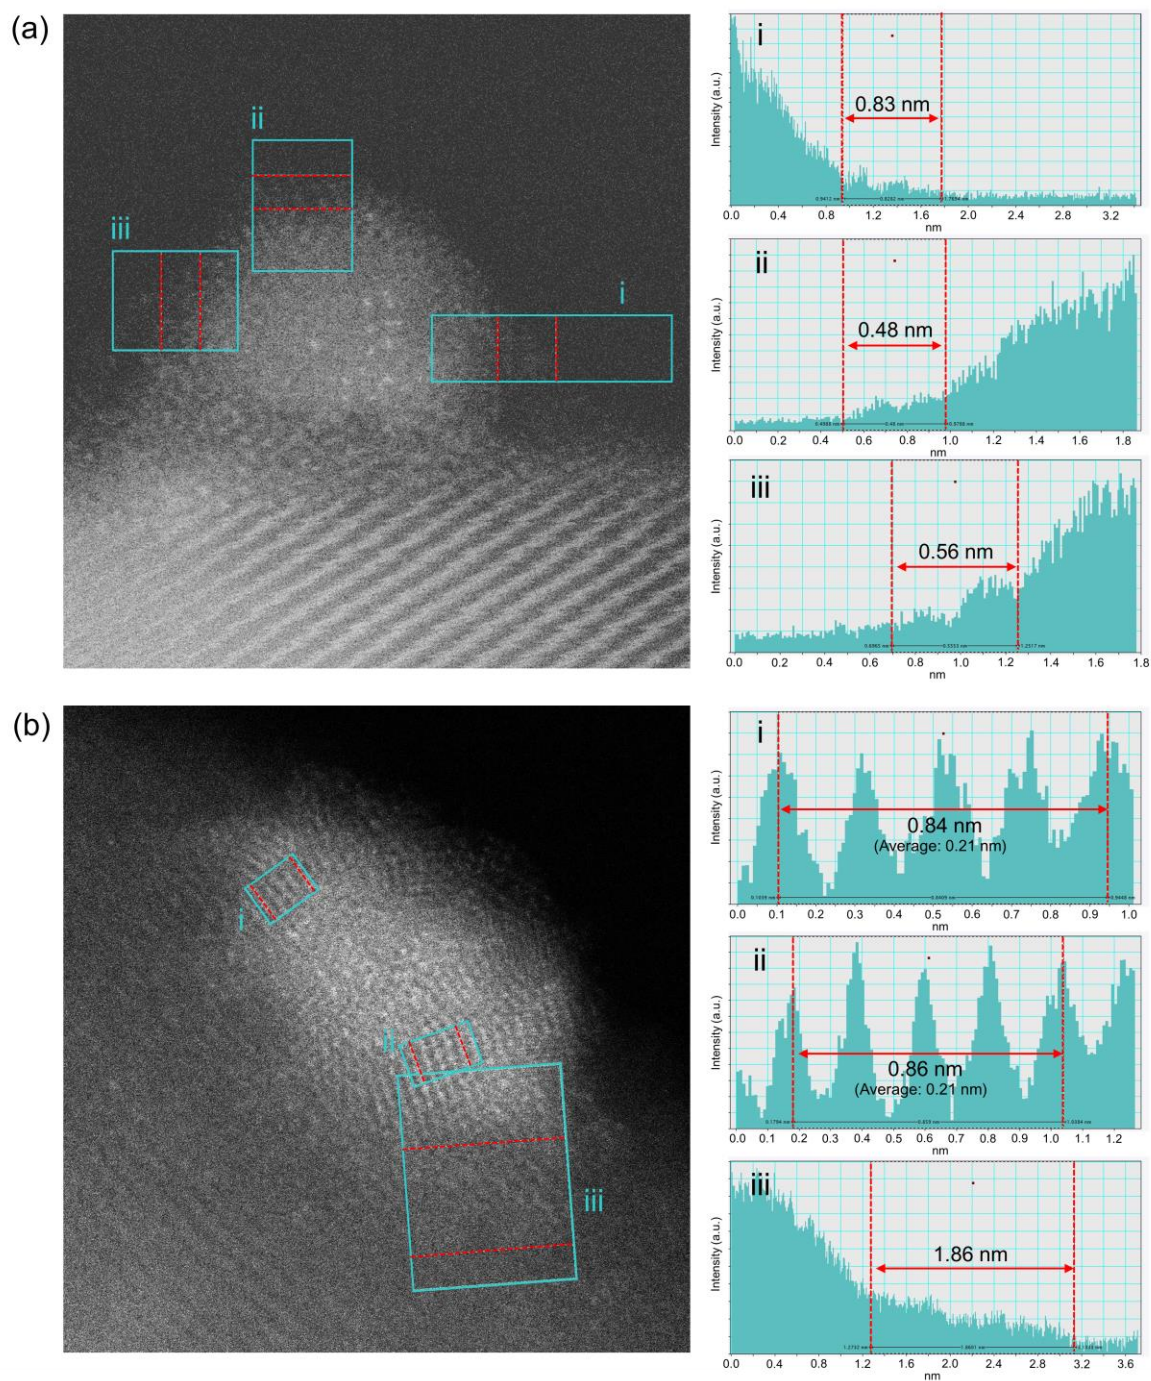 (a)
ii
iii
i
i
0.83 nm
Intensity (a.u.)
0.0 0.4 0.8 1.2 1.6 2.0 2.4 2.8 3.2
nm
ii
0.48 nm
Intensity (a.u.)
0.0 0.2 0.4 0.6 0.8 1.0 1.2 1.4 1.6 1.8
nm
iii
0.56 nm
Intensity (a.u.)
0.0 0.2 0.4 0.6 0.8 1.0 1.2 1.4 1.6 1.8
nm
(b)
i
ii
iii
i
0.84 nm
(Average: 0.21 nm)
Intensity (a.u.)
0.0 0.1 0.2 0.3 0.4 0.5 0.6 0.7 0.8 0.9 1.0
nm
ii
0.86 nm
(Average: 0.21 nm)
Intensity (a.u.)
0.0 0.1 0.2 0.3 0.4 0.5 0.6 0.7 0.8 0.9 1.0 1.1 1.2
nm
iii
1.86 nm
Intensity (a.u.)
0.0 0.4 0.8 1.2 1.6 2.0 2.4 2.8 3.2 3.6
nm